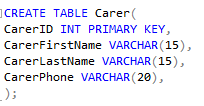 CREATE TABLE Carer(
CarerID INT PRIMARY KEY,
CarerFirstName VARCHAR(15),
CarerLastName VARCHAR(15),
CarerPhone VARCHAR(20),
);